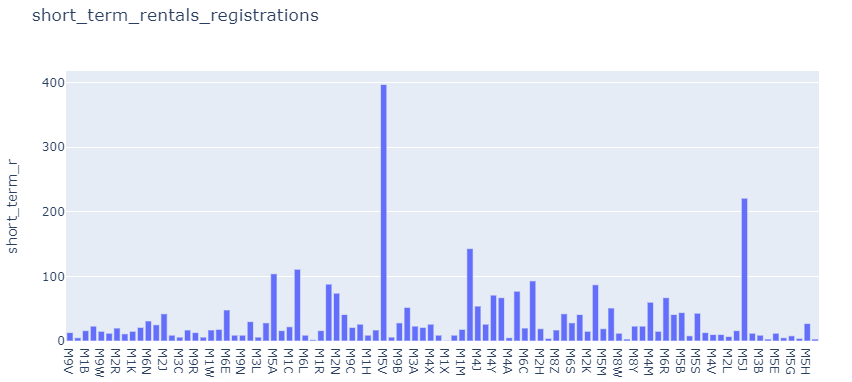 short_term_rentals_registrations
short_term_r
400
300
200
100
0
M9V
M1B
M9W
M2R
M1K
M6N
M2J
M3C
M9R
M1W
M6E
M9N
M3L
M5A
M1C
M6L
M1R
M2N
M9C
M1H
M5V
M9B
M3A
M4X
M1X
M1M
M4J
M4Y
M4A
M6C
M2H
M8Z
M6S
M2K
M5M
M8W
M8Y
M4M
M6R
M5B
M5S
M4V
M2L
M5J
M3B
M5E
M5G
M5H